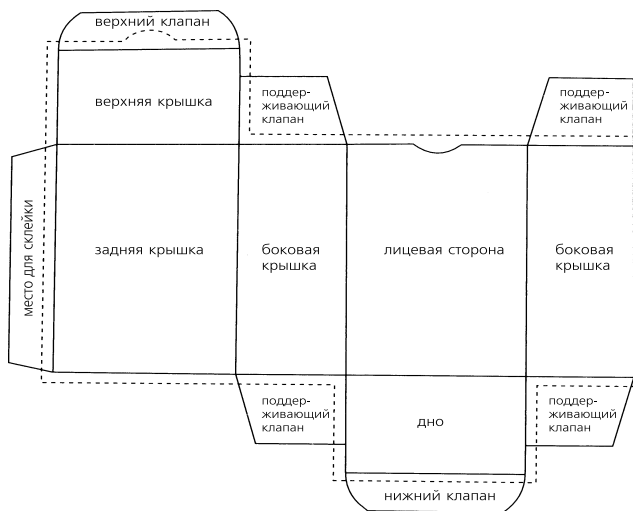 верхний клапан
верхняя крышка
поддер-
живающий
клапан
поддер-
живающий
клапан
место для склейки
задняя крышка
боковая
крышка
лицевая сторона
боковая
крышка
поддер-
живающий
клапан
дно
поддер-
живающий
клапан
нижний клапан